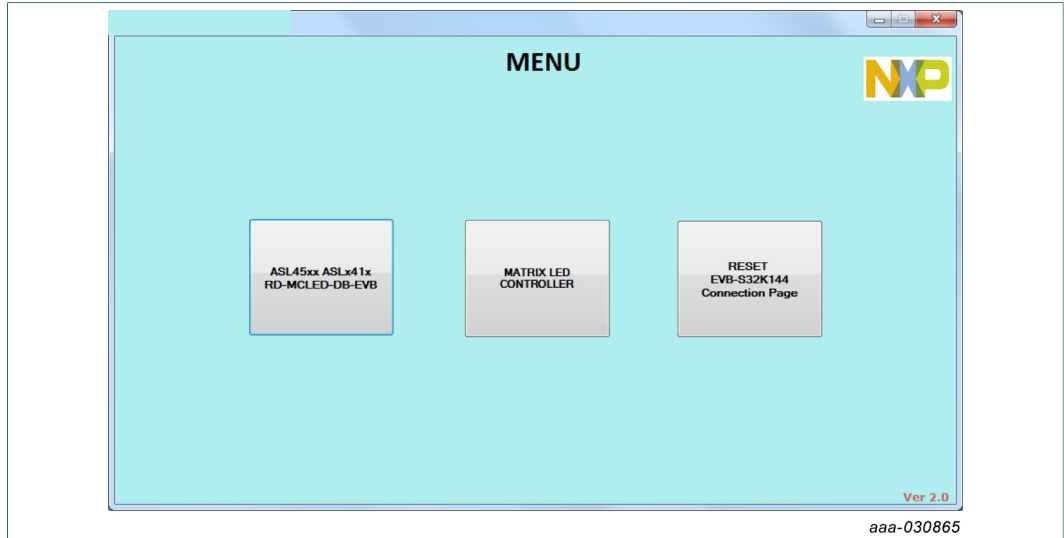 MENU
NXP
ASL45xx ASLx41x
RD-MCLED-DB-EVB
MATRIX LED
CONTROLLER
RESET
EVB-S32K144
Connection Page
Ver 2.0
aaa-030865